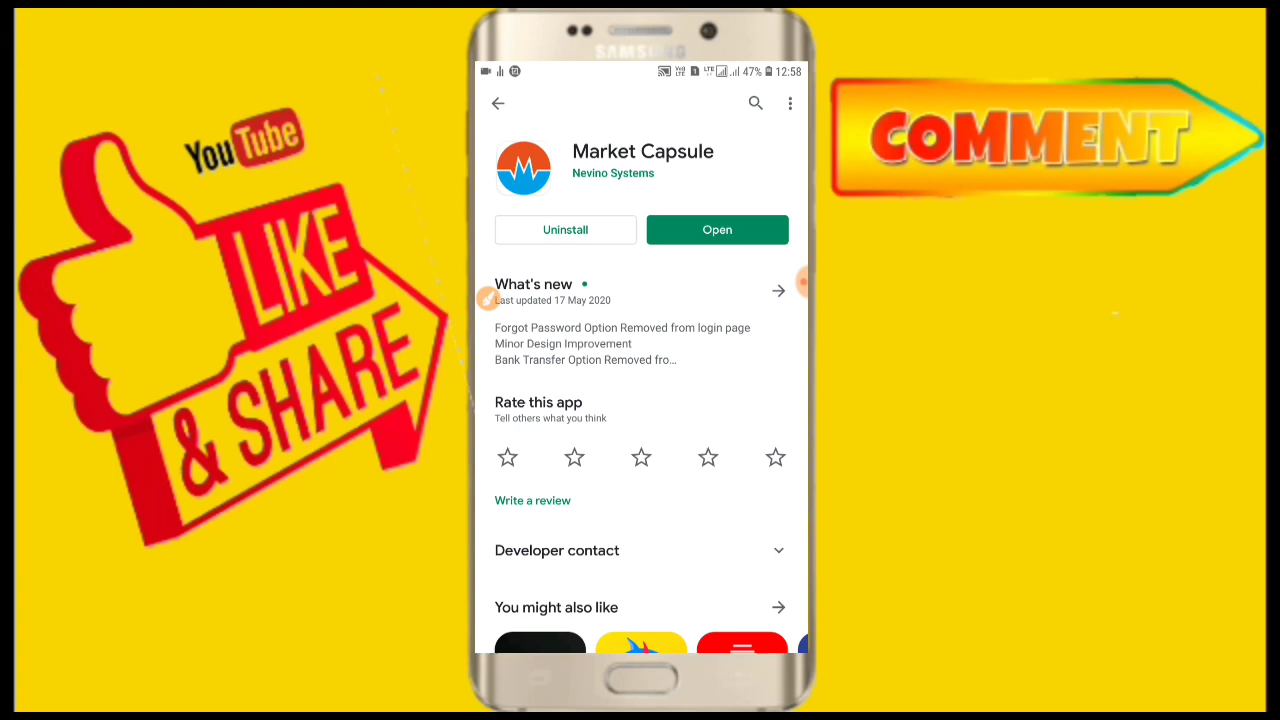 YouTube
LIKE
& SHARE
SAMSUNG
47% 12:58
Market Capsule
Nevino Systems
Uninstall
Open
What's new
Last updated 17 May 2020
Forgot Password Option Removed from login page
Minor Design Improvement
Bank Transfer Option Removed fro...
Rate this app
Tell others what you think
Write a review
Developer contact
You might also like
COMMENT